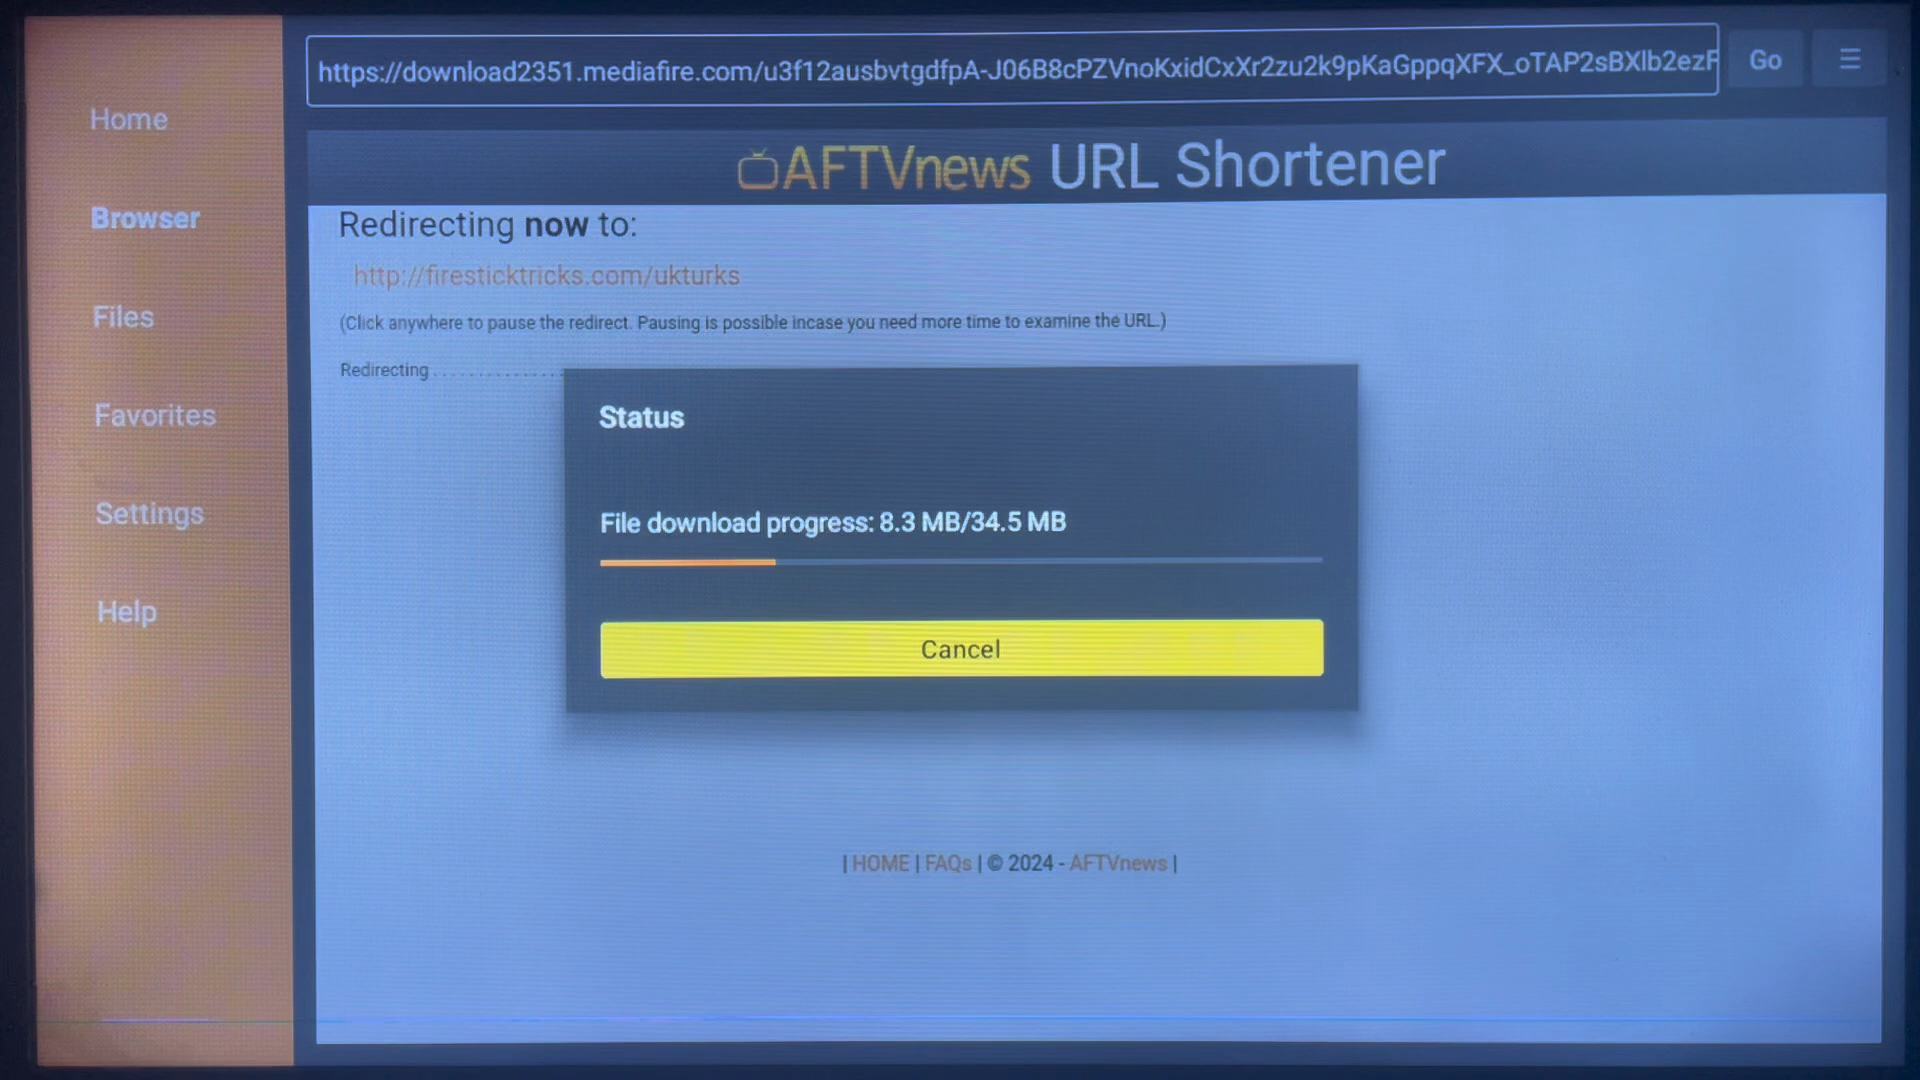 https://download2351.mediafire.com/u3f12ausbvtgdfpA-J06B8cPZVnoKxidCxXr2zu2k9pKaGppqXFX_oTAP2sBXlb2ezF
Go
Home
Browser
Files
Favorites
Settings
Help
AFTVnews URL Shortener
Redirecting now to:
http://firesticktricks.com/ukturks
(Click anywhere to pause the redirect. Pausing is possible incase you need more time to examine the URL.)
Redirecting . . . . . . . . . . . . . . .
Status
File download progress: 8.3 MB/34.5 MB
Cancel
| HOME | FAQs | © 2024 - AFTVnews |